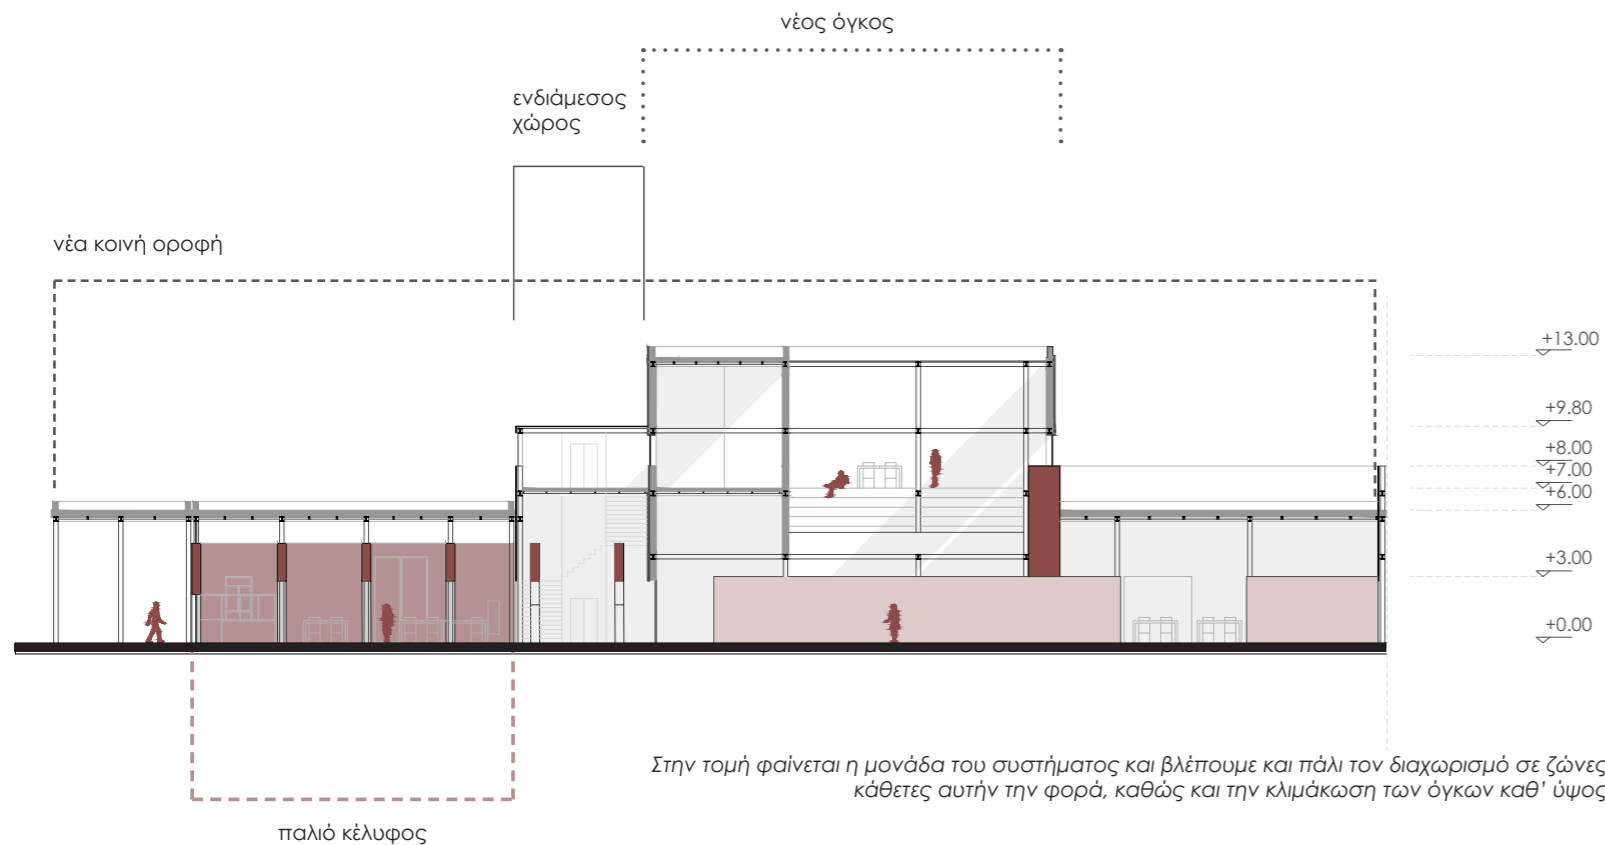 νέος όγκος
ενδιάμεσος
χώρος
νέα κοινή οροφή
+13.00
+9.80
+8.00
+7.00
+6.00
+3.00
+0.00
Στην τομή φαίνεται η μονάδα του συστήματος και βλέπουμε και πάλι τον διαχωρισμό σε ζώνες
κάθετες αυτήν την φορά, καθώς και την κλιμάκωση των όγκων καθ' ύψος
παλιό κέλυφος